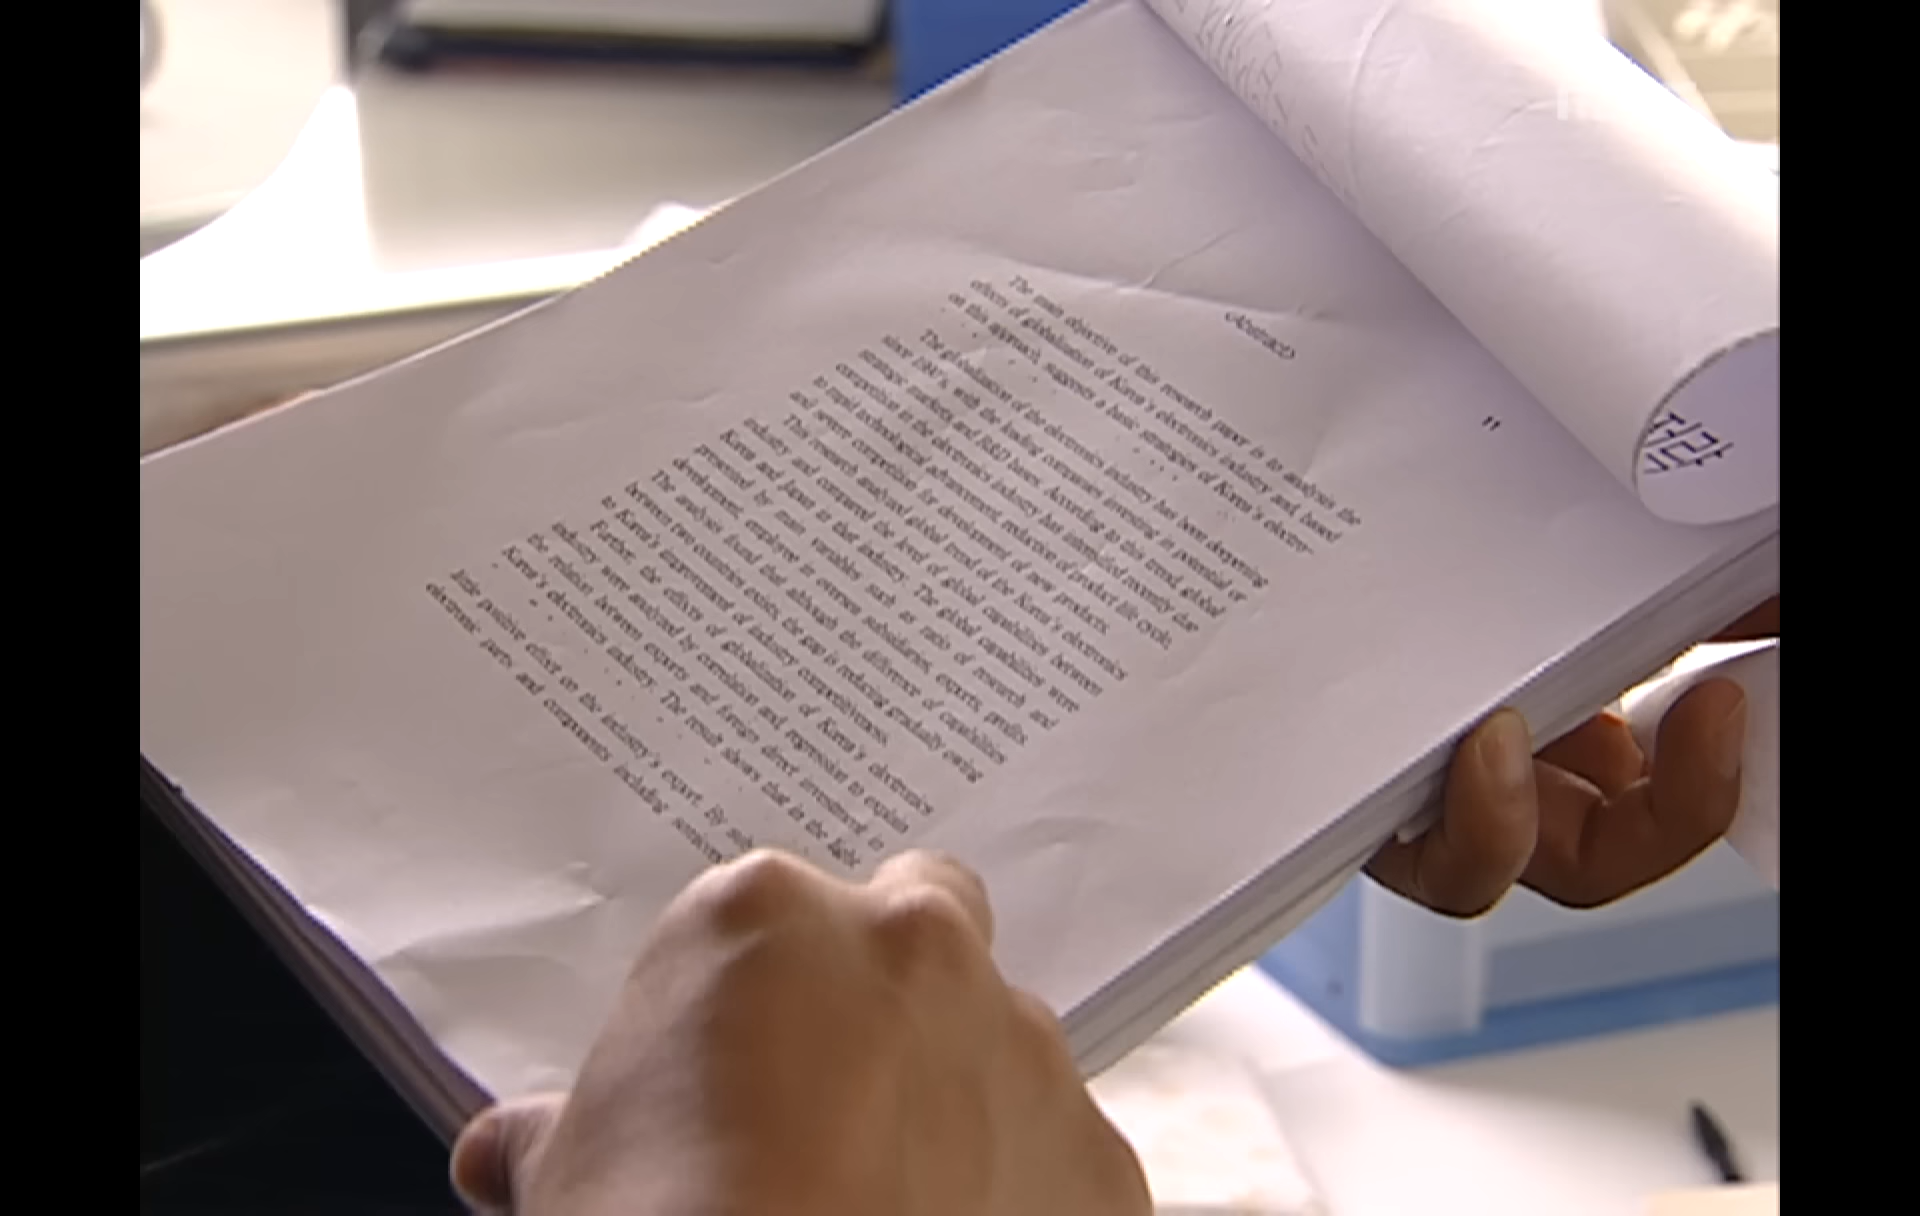 <Abstract>
The main objective of this research paper is to analysis the
effects of globalisation of Korea's electronics industry and, based
on this approach, suggests a basic strategies of Korea's electro-
The globalisation of the electronics industry has been deepening
since with the leading companies investing in potential or
strategic markets and R&D bases. According to this trend, global
competition in the electronics industry has intensified recently due
to rapid technological advancement, reduction of product life cycle,
and severe competition for development of new products.
This research analyzed global trend of the Korea's electronics
industry and compared the level of global capabilities between
Korea and Japan in that industry. The global capabilities were
presented by main variables such as ratio of research and
development, employee in overseas subsidiaries, exports, profits.
The analysis found that although the difference of capabilities
between two countries exists, the gap is reducing gradually owing
to Korea's improvement of industry competitiveness.
Further, the effects of globalization of Korea's electronics
industry were analyzed by correlation and regression to explain
the relation between exports and foreign direct investment in
Korea's electronics industry. The result shows that in the light
little positive effect on the industry's export. By
electronic parts and components including